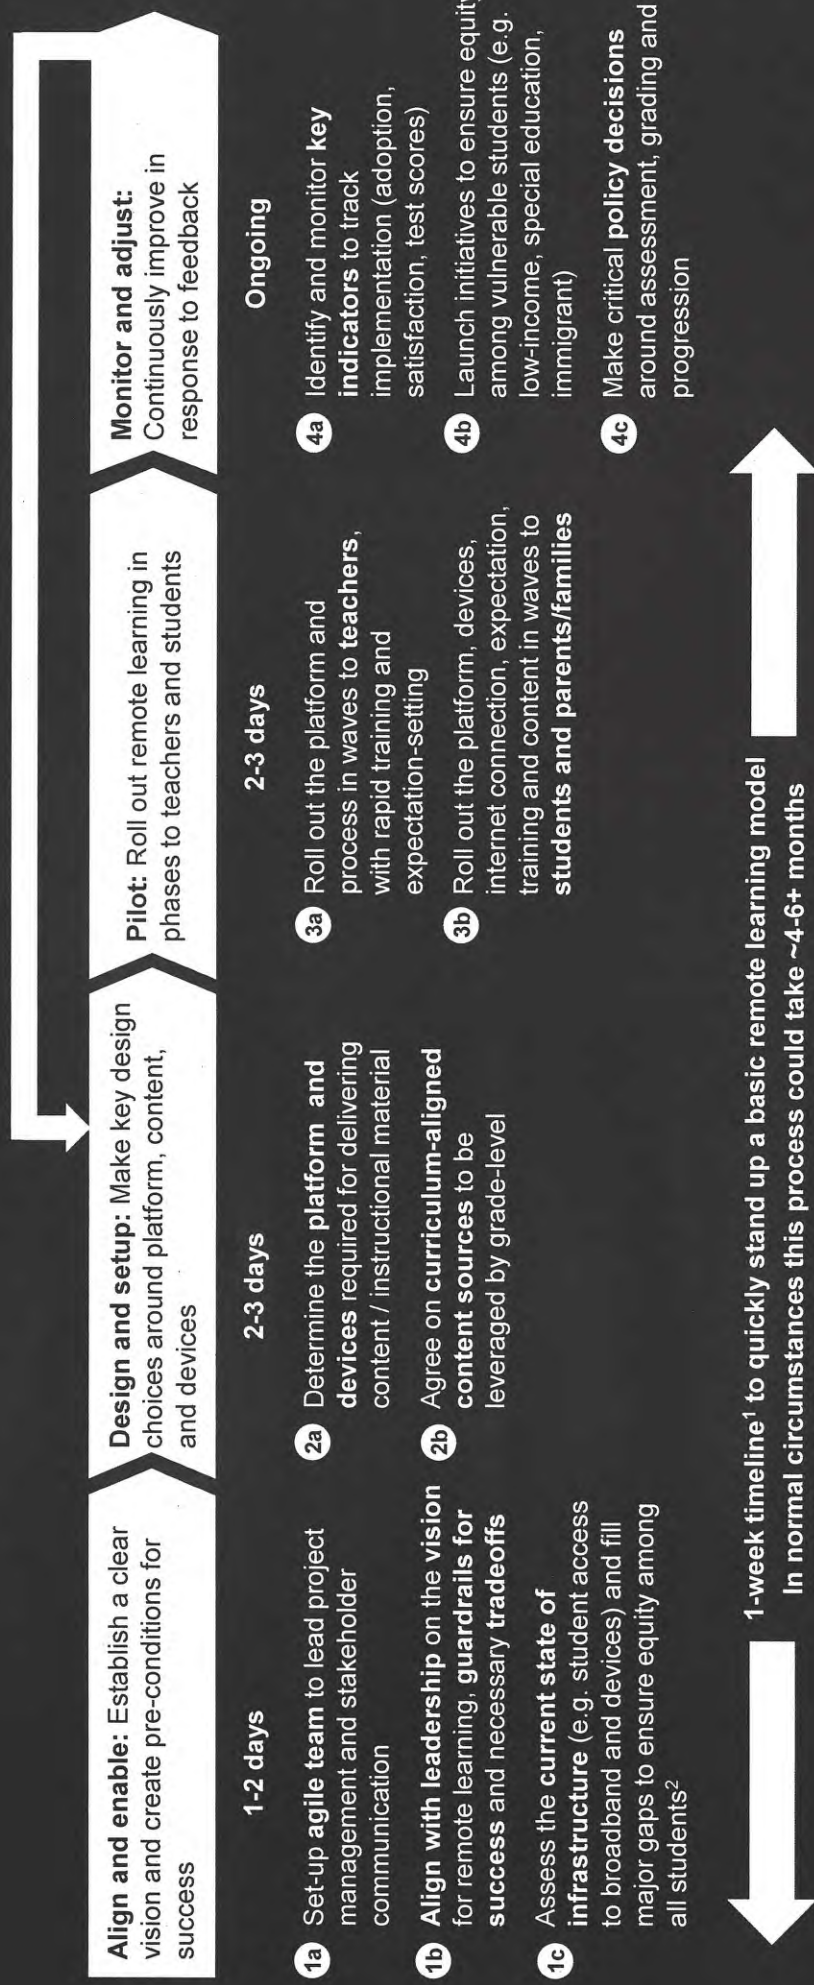 Align and enable: Establish a clear
vision and create pre-conditions for
success
1-2 days
1a Set-up agile team to lead project
management and stakeholder
communication
1b Align with leadership on the vision
for remote learning, guardrails for
success and necessary tradeoffs
1c Assess the current state of
infrastructure (e.g. student access
to broadband and devices) and fill
major gaps to ensure equity among
all students²
Design and setup: Make key design
choices around platform, content,
and devices
2-3 days
2a Determine the platform and
devices required for delivering
content / instructional material
2b Agree on curriculum-aligned
content sources to be
leveraged by grade-level
Pilot: Roll out remote learning in
phases to teachers and students
2-3 days
3a Roll out the platform and
process in waves to teachers,
with rapid training and
expectation-setting
3b Roll out the platform, devices,
internet connection, expectation,
training and content in waves to
students and parents/families
Monitor and adjust:
Continuously improve in
response to feedback
Ongoing
4a Identify and monitor key
indicators to track
implementation (adoption,
satisfaction, test scores)
4b Launch initiatives to ensure equity
among vulnerable students (e.g.
low-income, special education,
immigrant)
4c Make critical policy decisions
around assessment, grading and
progression
1-week timeline¹ to quickly stand up a basic remote learning model
In normal circumstances this process could take ~4-6+ months